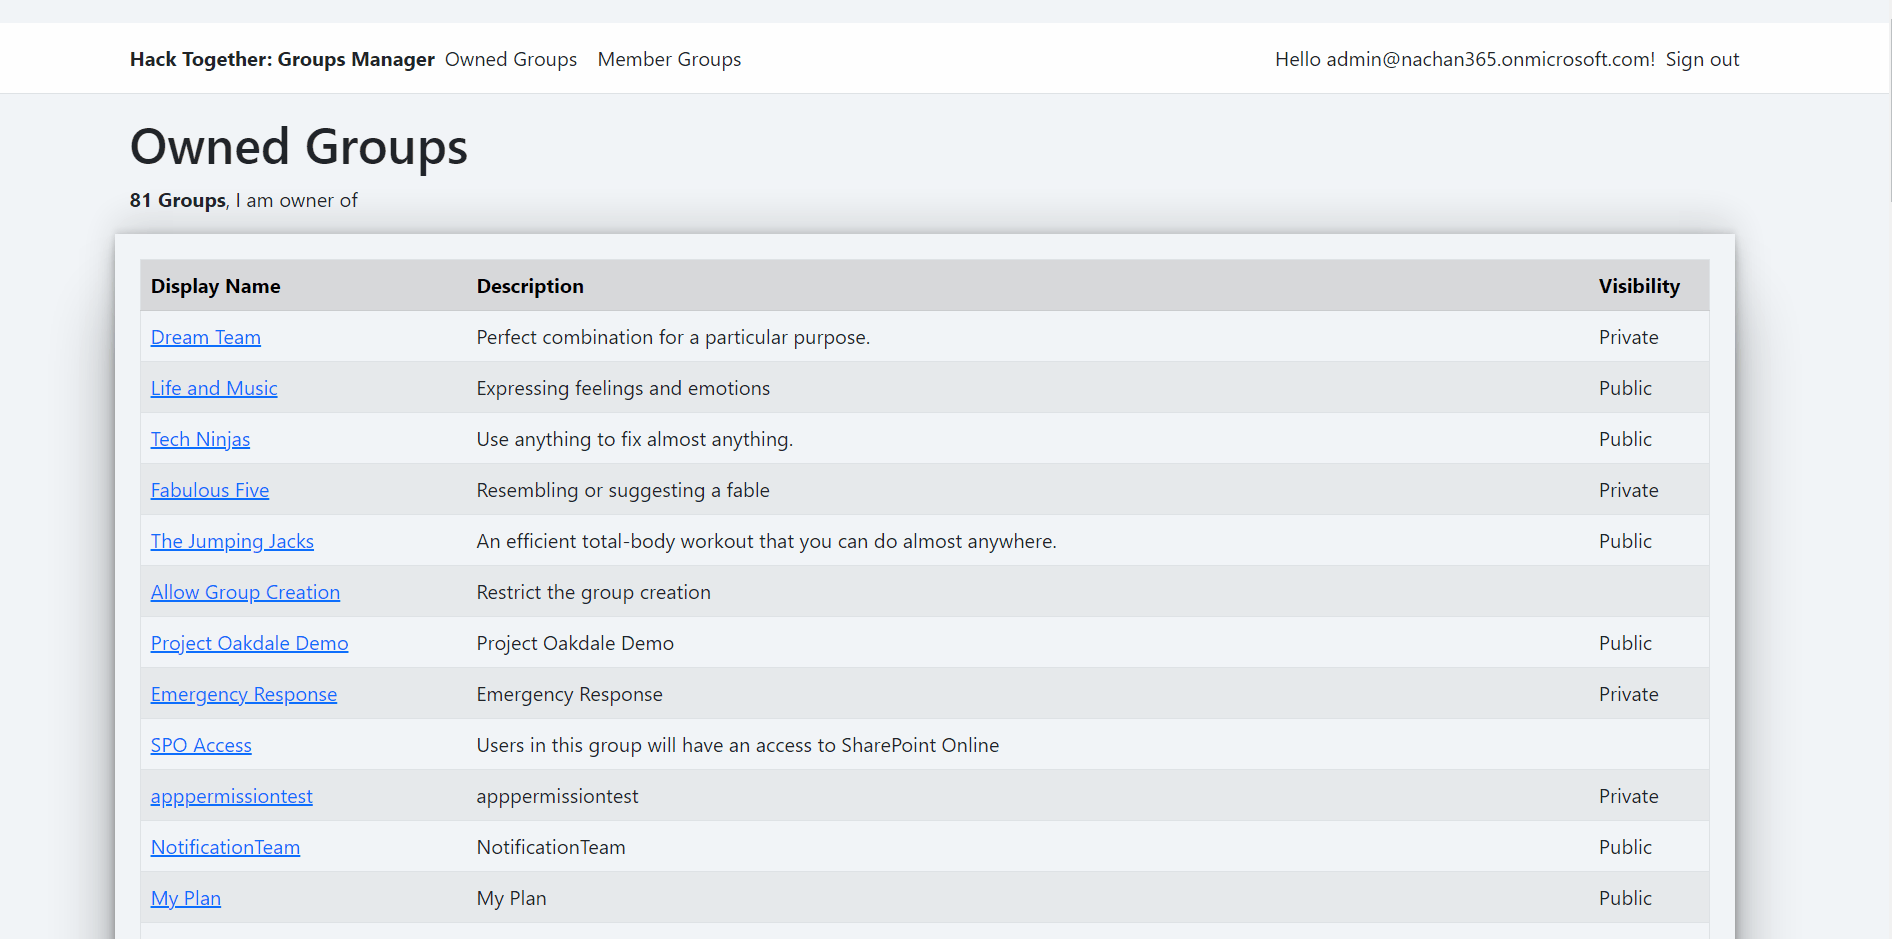 Hack Together: Groups Manager Owned Groups Member Groups Hello admin@nachan365.onmicrosoft.com! Sign out
Owned Groups
81 Groups, I am owner of
Display Name Description Visibility
Dream Team Perfect combination for a particular purpose. Private
Life and Music Expressing feelings and emotions Public
Tech Ninjas Use anything to fix almost anything. Public
Fabulous Five Resembling or suggesting a fable Private
The Jumping Jacks An efficient total-body workout that you can do almost anywhere. Public
Allow Group Creation Restrict the group creation
Project Oakdale Demo Project Oakdale Demo Public
Emergency Response Emergency Response Private
SPO Access Users in this group will have an access to SharePoint Online
apppermissiontest apppermissiontest Private
NotificationTeam NotificationTeam Public
My Plan My Plan Public